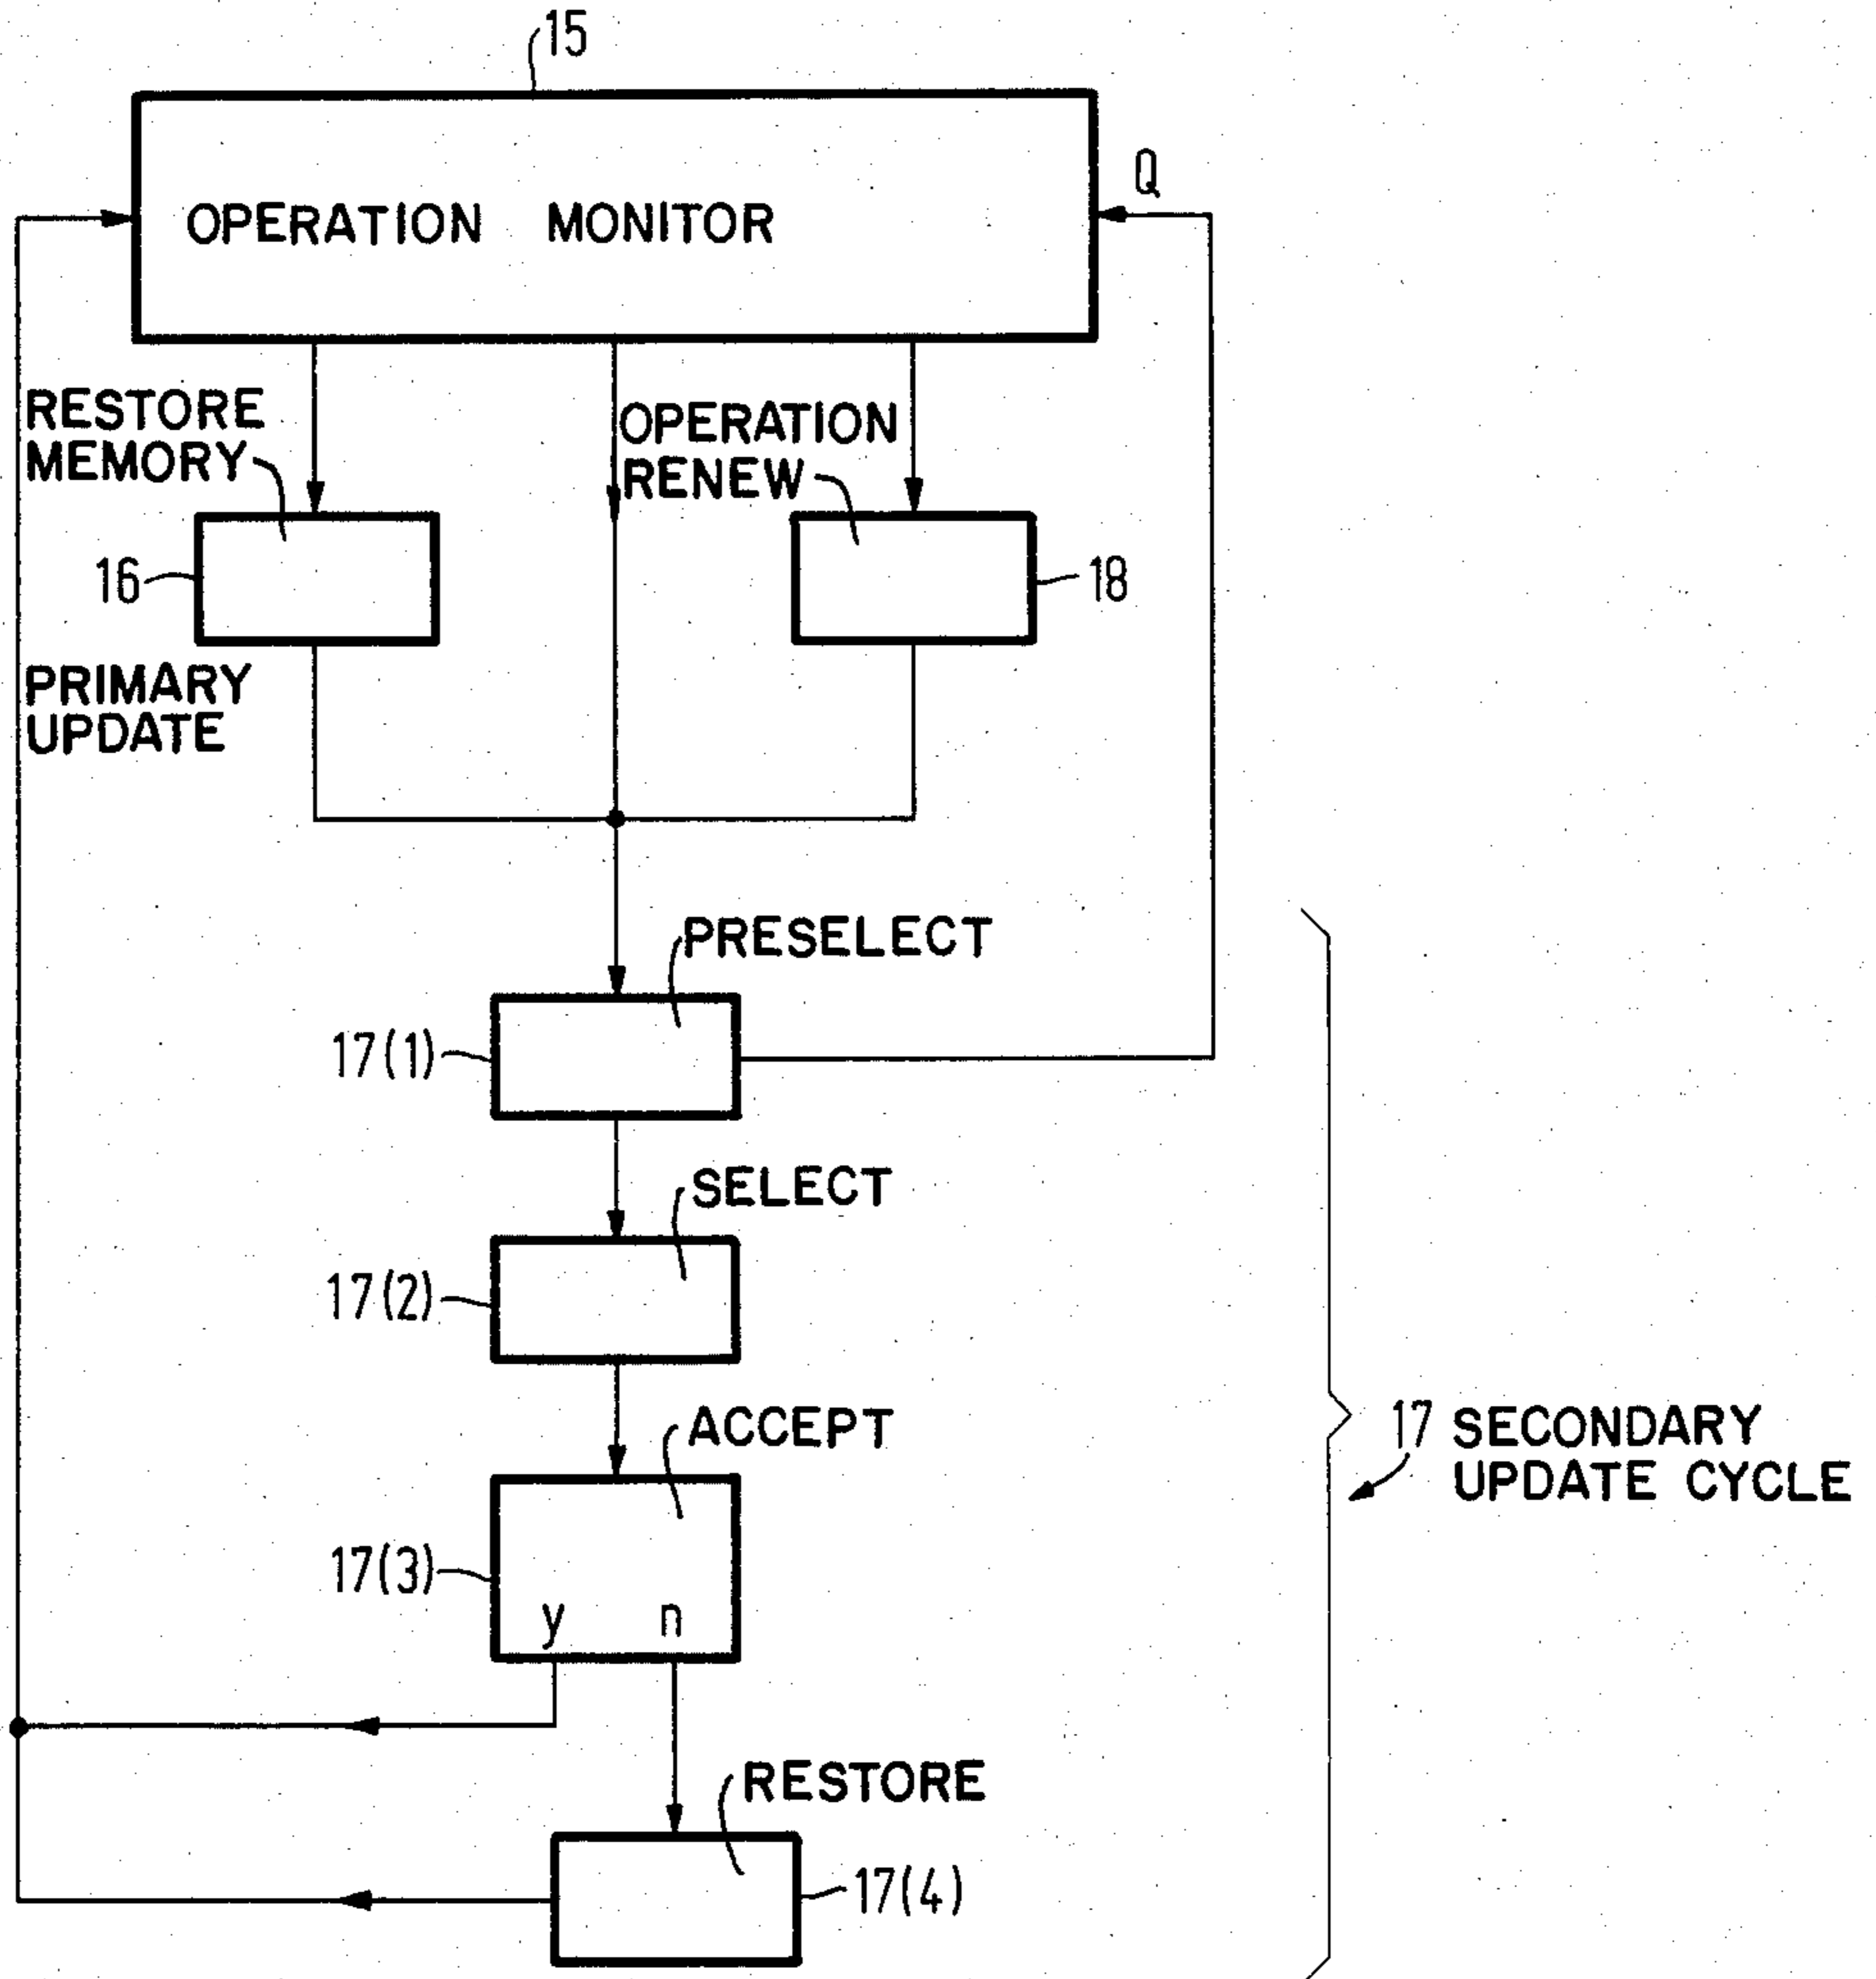 15
Q
OPERATION MONITOR
RESTORE
MEMORY
OPERATION
RENEW
16
18
PRIMARY
UPDATE
PRESELECT
17(1)
SELECT
17(2)
ACCEPT
17 SECONDARY
UPDATE CYCLE
17(3)
y n
RESTORE
17(4)